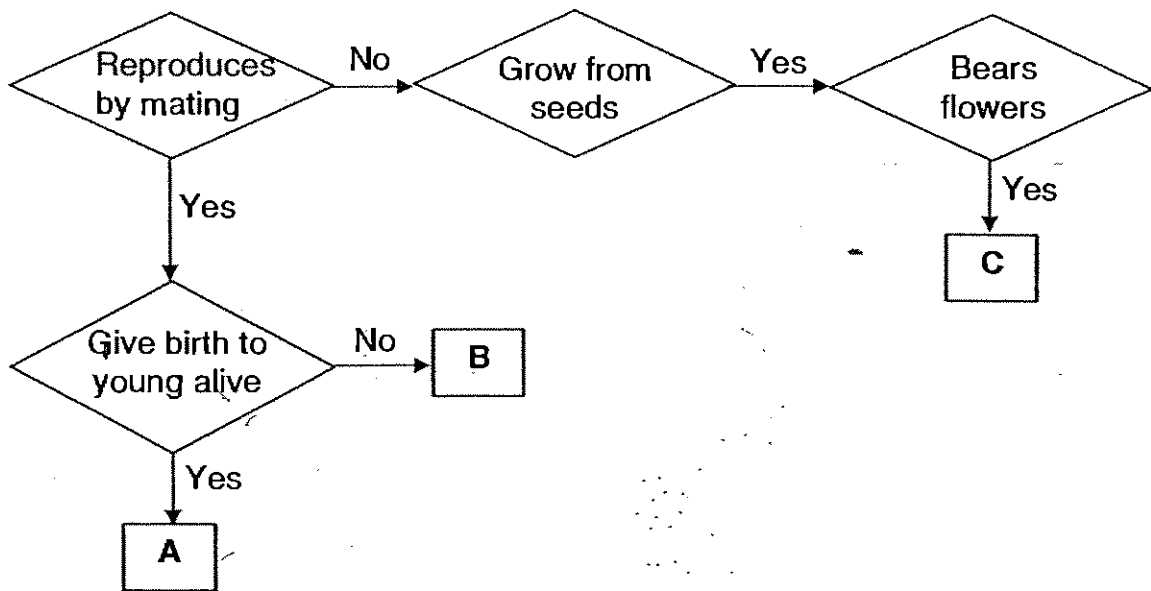 Reproduces
by mating
No
Grow from
seeds
Yes
Bears
flowers
Yes
Yes
C
Give birth to
young alive
No
B
Yes
A